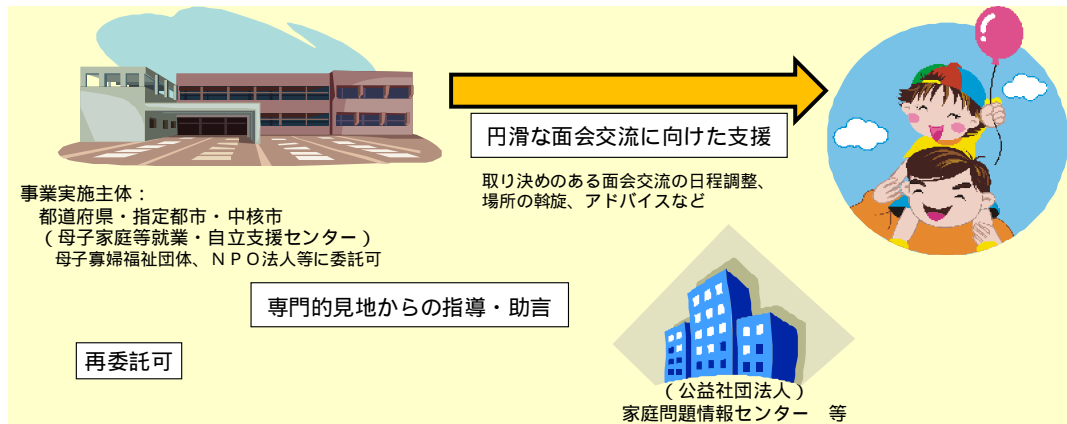 円滑な面会交流に向けた支援
取り決めのある面会交流の日程調整、
場所の斡旋、アドバイスなど
事業実施主体：
都道府県・指定都市・中核市
（母子家庭等就業・自立支援センター）
母子寡婦福祉団体、ＮＰＯ法人等に委託可
専門的見地からの指導・助言
再委託可
（公益社団法人）
家庭問題情報センター　等